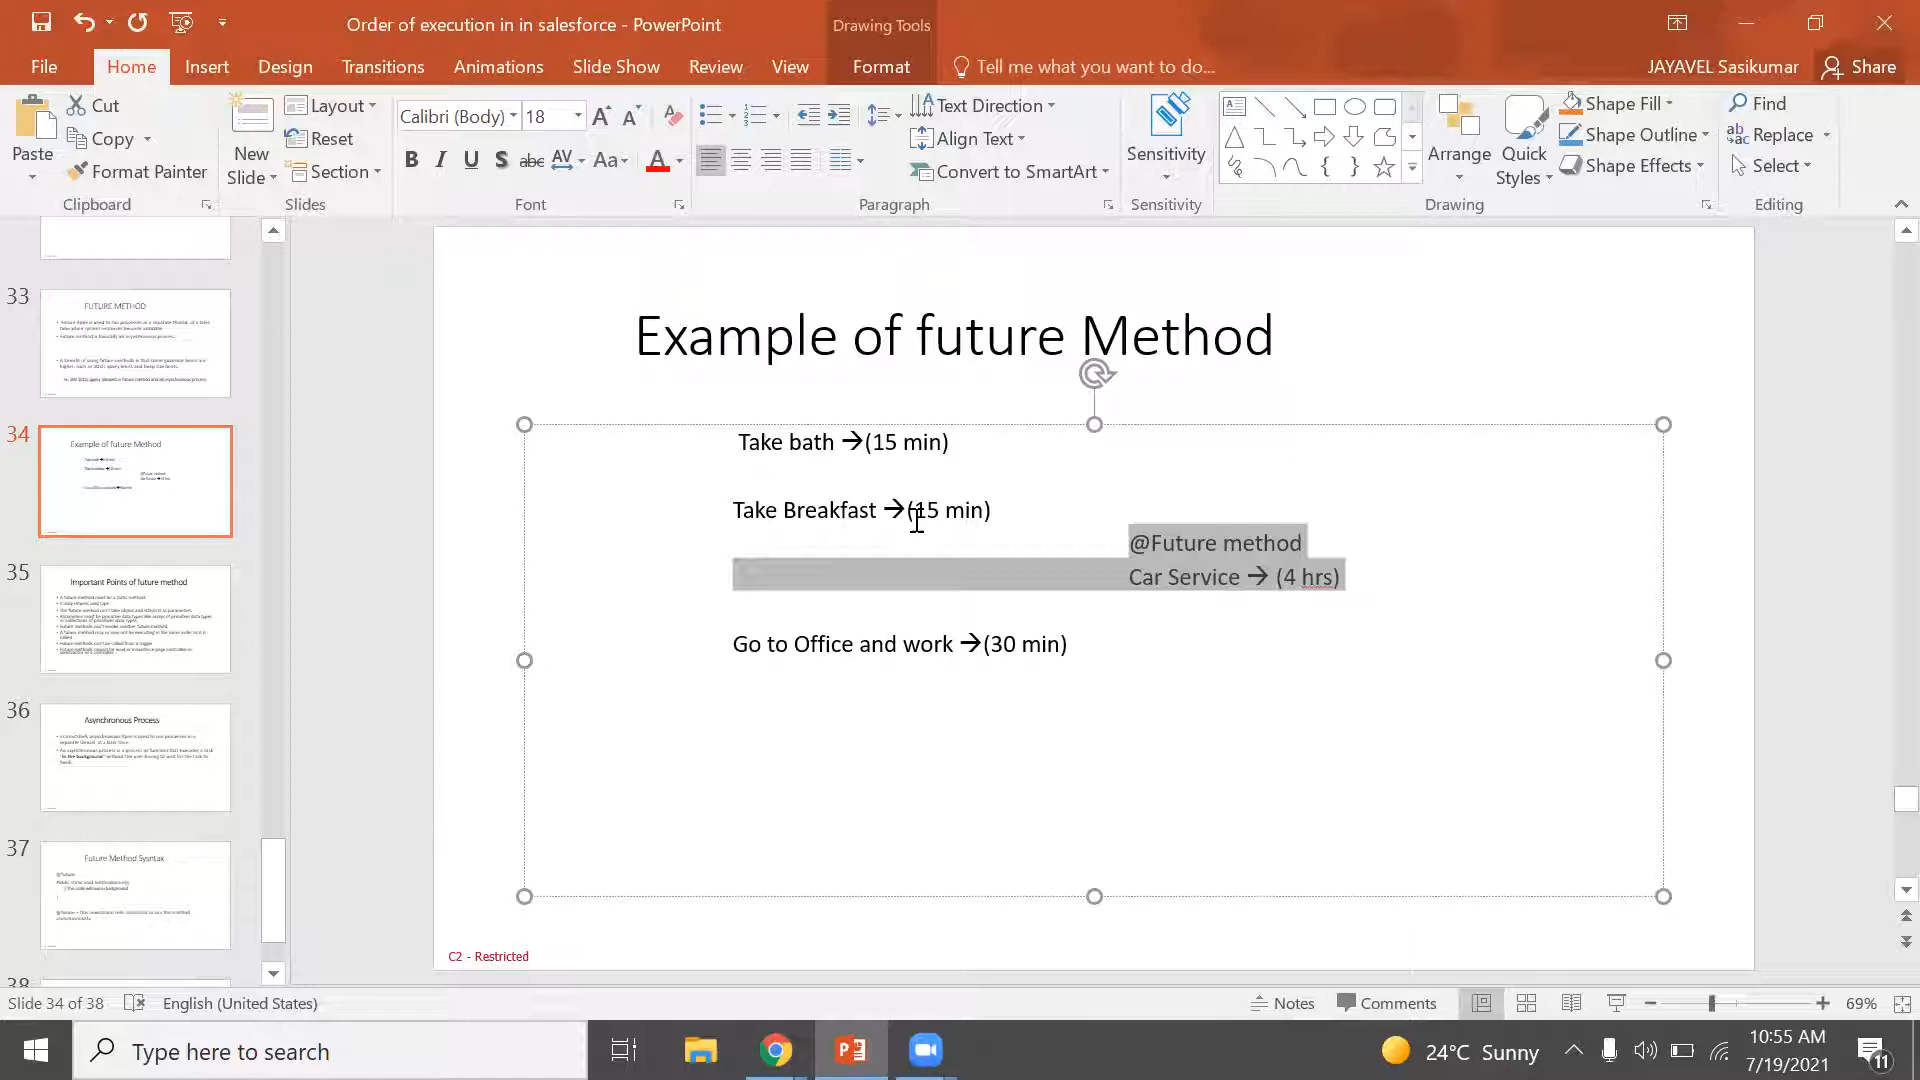 Order of execution in in salesforce - PowerPoint
Drawing Tools
File
Home
Insert
Design
Transitions
Animations
Slide Show
Review
View
Format
Tell me what you want to do...
JAYAVEL Sasikumar
Share
Paste
Cut
Copy
Format Painter
Clipboard
New
Slide
Layout
Reset
Section
Slides
Calibri (Body)
18
B I U S abc AV Aa A
Font
Text Direction
Align Text
Convert to SmartArt
Paragraph
Sensitivity
Sensitivity
Arrange
Quick
Styles
Shape Fill
Shape Outline
Shape Effects
Drawing
Find
Replace
Select
Editing
33
FUTURE METHOD
34
Example of future Method
35
Important Points of future method
36
Asynchronous Process
37
Future Method Sysntax
38
Example of future Method
Take bath →(15 min)
Take Breakfast →(15 min)
@Future method
Car Service → (4 hrs)
Go to Office and work →(30 min)
C2 - Restricted
Slide 34 of 38
English (United States)
Notes
Comments
69%
Type here to search
24°C Sunny
10:55 AM
7/19/2021
11